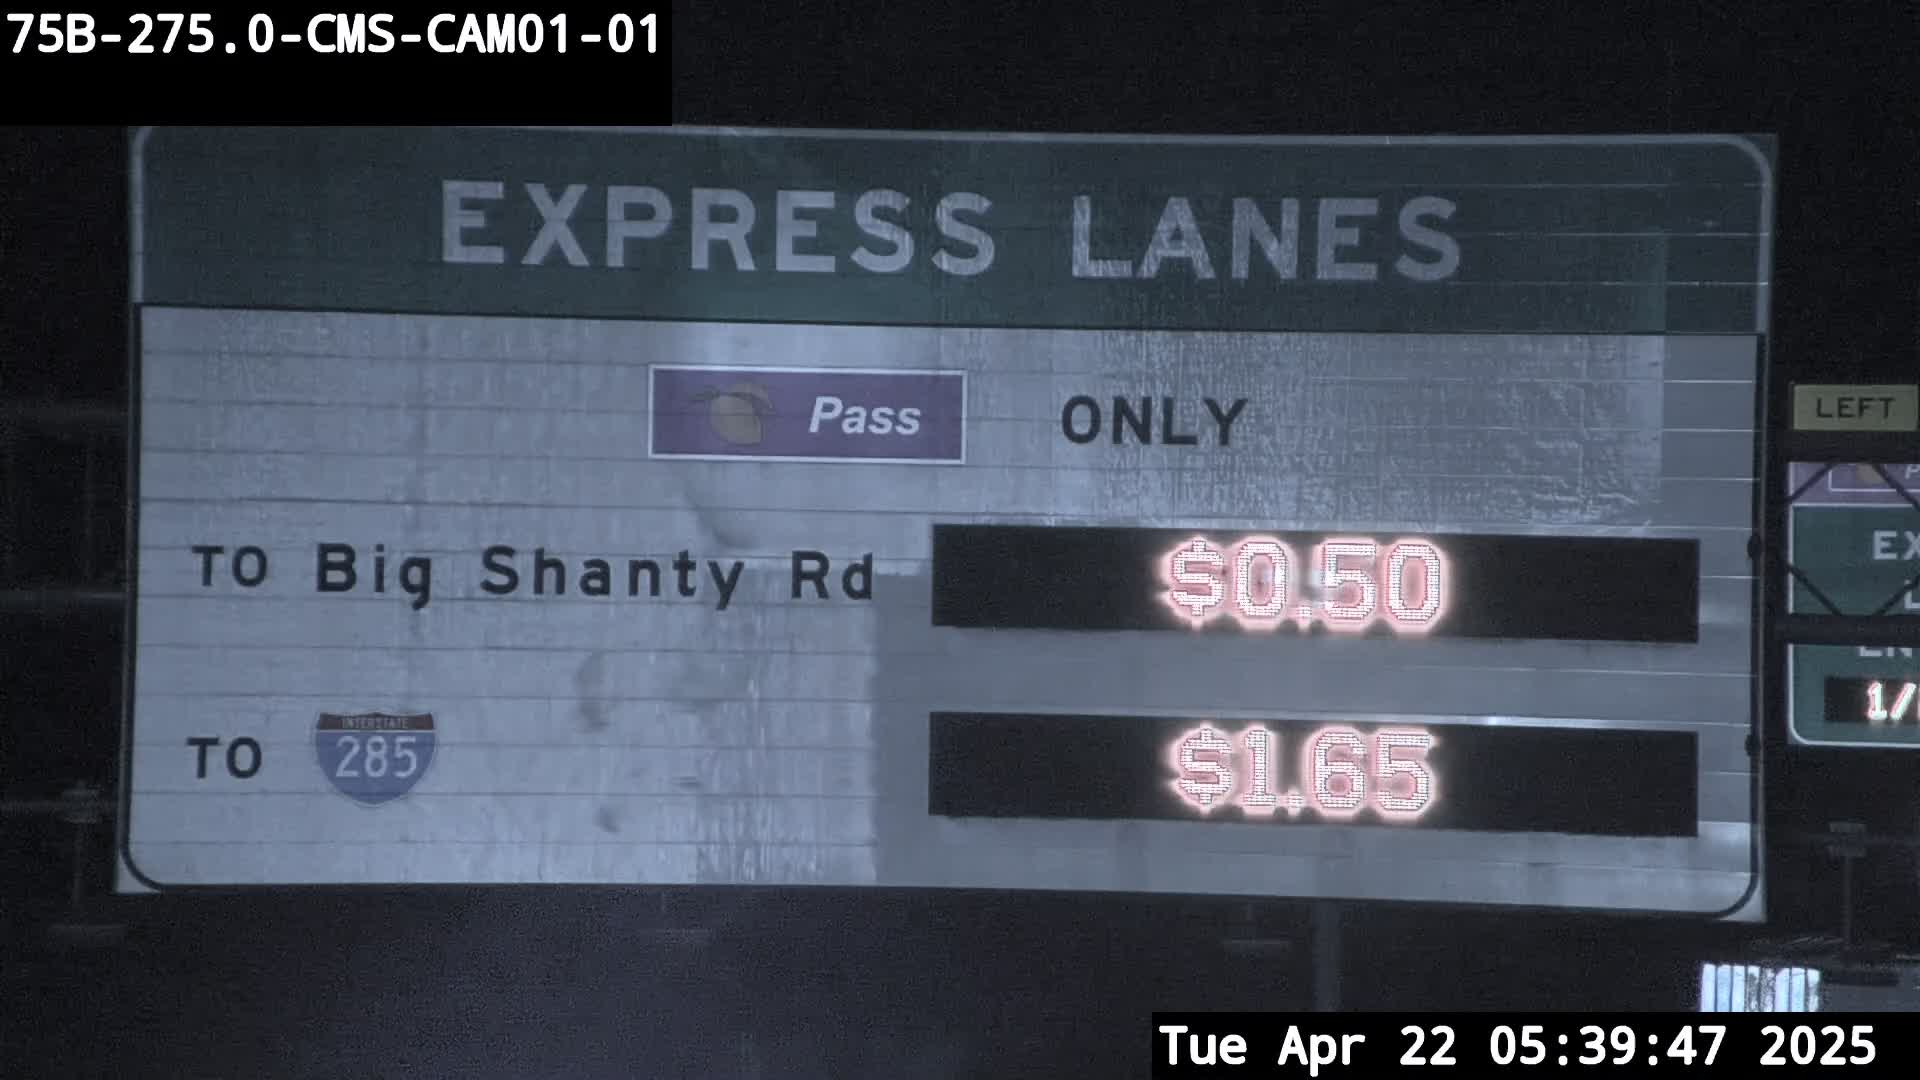 75B-275.0-CMS-CAM01-01
EXPRESS LANES
Pass ONLY
TO Big Shanty Rd $0.50
TO INTERSTATE 285 $1.65
LEFT
Tue Apr 22 05:39:47 2025